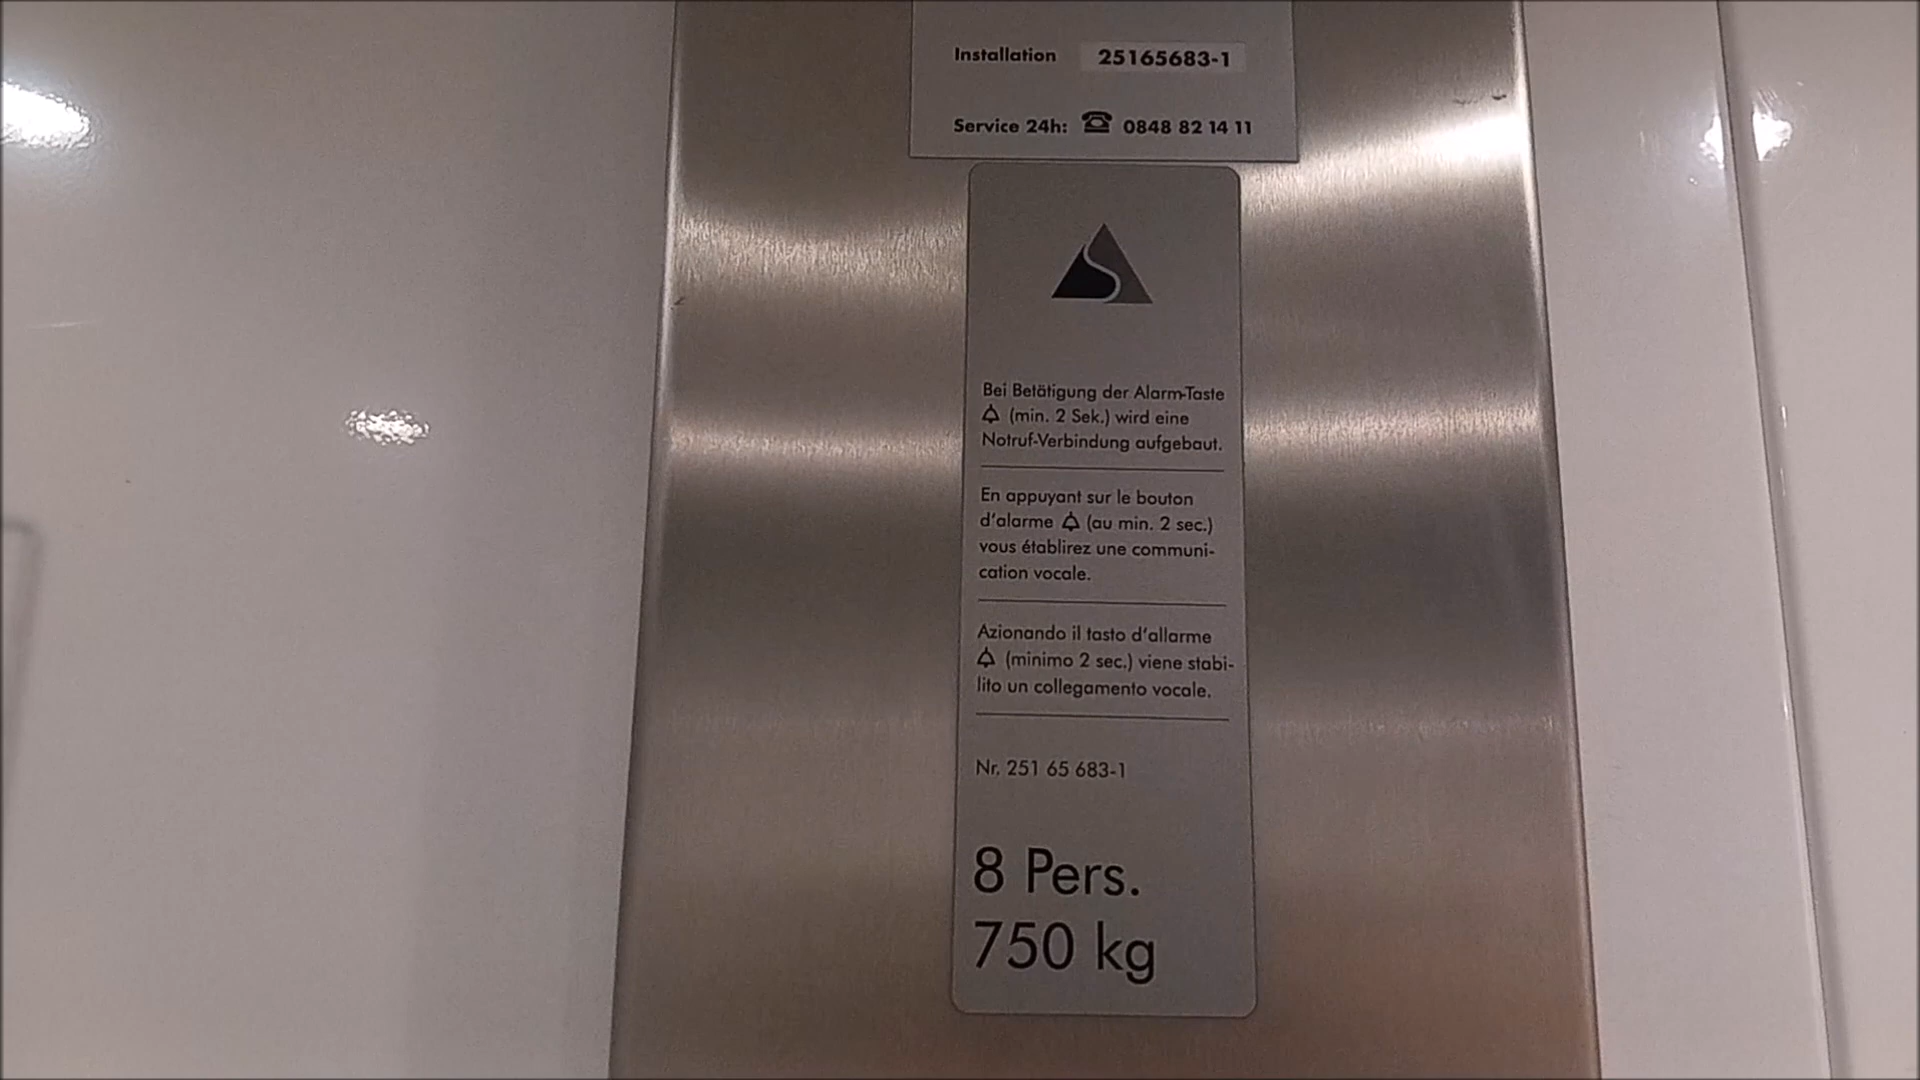 Installation 25165683-1
Service 24h: ☎ 0848 82 14 11
Bei Betätigung der Alarm-Taste
(min. 2 Sek.) wird eine
Notruf-Verbindung aufgebaut.
En appuyant sur le bouton
d'alarme (au min. 2 sec.)
vous établirez une communi-
cation vocale.
Azionando il tasto d'allarme
(minimo 2 sec.) viene stabi-
lito un collegamento vocale.
Nr. 251 65 683-1
8 Pers.
750 kg